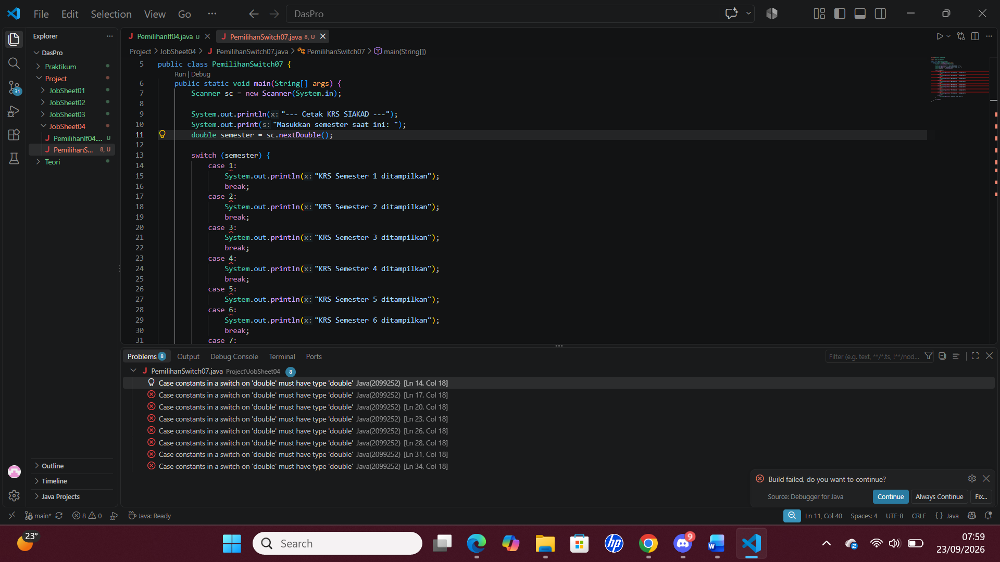 File Edit Selection View Go ··· DasPro
Explorer ···
DasPro
Praktikum
Project
JobSheet01
JobSheet02
JobSheet03
JobSheet04
PemilihanIf04.... U
PemilihanS... 8, U
Teori
31
Outline
Timeline
Java Projects
PemilihanIf04.java U
PemilihanSwitch07.java 8, U
Project > JobSheet04 > PemilihanSwitch07.java > PemilihanSwitch07 > main(String[])
5 public class PemilihanSwitch07 {
Run | Debug
6 public static void main(String[] args) {
7 Scanner sc = new Scanner(System.in);
8
9 System.out.println(x: "--- Cetak KRS SIAKAD ---");
10 System.out.print(s: "Masukkan semester saat ini: ");
11 double semester = sc.nextDouble();
12
13 switch (semester) {
14 case 1:
15 System.out.println(x: "KRS Semester 1 ditampilkan");
16 break;
17 case 2:
18 System.out.println(x: "KRS Semester 2 ditampilkan");
19 break;
20 case 3:
21 System.out.println(x: "KRS Semester 3 ditampilkan");
22 break;
23 case 4:
24 System.out.println(x: "KRS Semester 4 ditampilkan");
25 break;
26 case 5:
27 System.out.println(x: "KRS Semester 5 ditampilkan");
28 case 6:
29 System.out.println(x: "KRS Semester 6 ditampilkan");
30 break;
31 case 7:
Problems 8 Output Debug Console Terminal Ports Filter (e.g. text, **/*.ts, !**/nod...
PemilihanSwitch07.java Project\JobSheet04 8
Case constants in a switch on 'double' must have type 'double' Java(2099252) [Ln 14, Col 18]
Case constants in a switch on 'double' must have type 'double' Java(2099252) [Ln 17, Col 18]
Case constants in a switch on 'double' must have type 'double' Java(2099252) [Ln 20, Col 18]
Case constants in a switch on 'double' must have type 'double' Java(2099252) [Ln 23, Col 18]
Case constants in a switch on 'double' must have type 'double' Java(2099252) [Ln 26, Col 18]
Case constants in a switch on 'double' must have type 'double' Java(2099252) [Ln 28, Col 18]
Case constants in a switch on 'double' must have type 'double' Java(2099252) [Ln 31, Col 18]
Case constants in a switch on 'double' must have type 'double' Java(2099252) [Ln 34, Col 18]
Build failed, do you want to continue?
Source: Debugger for Java Continue Always Continue Fix...
main* 8 0 Java: Ready Ln 11, Col 40 Spaces: 4 UTF-8 CRLF {} Java
23° Search 9 07:59
23/09/2026